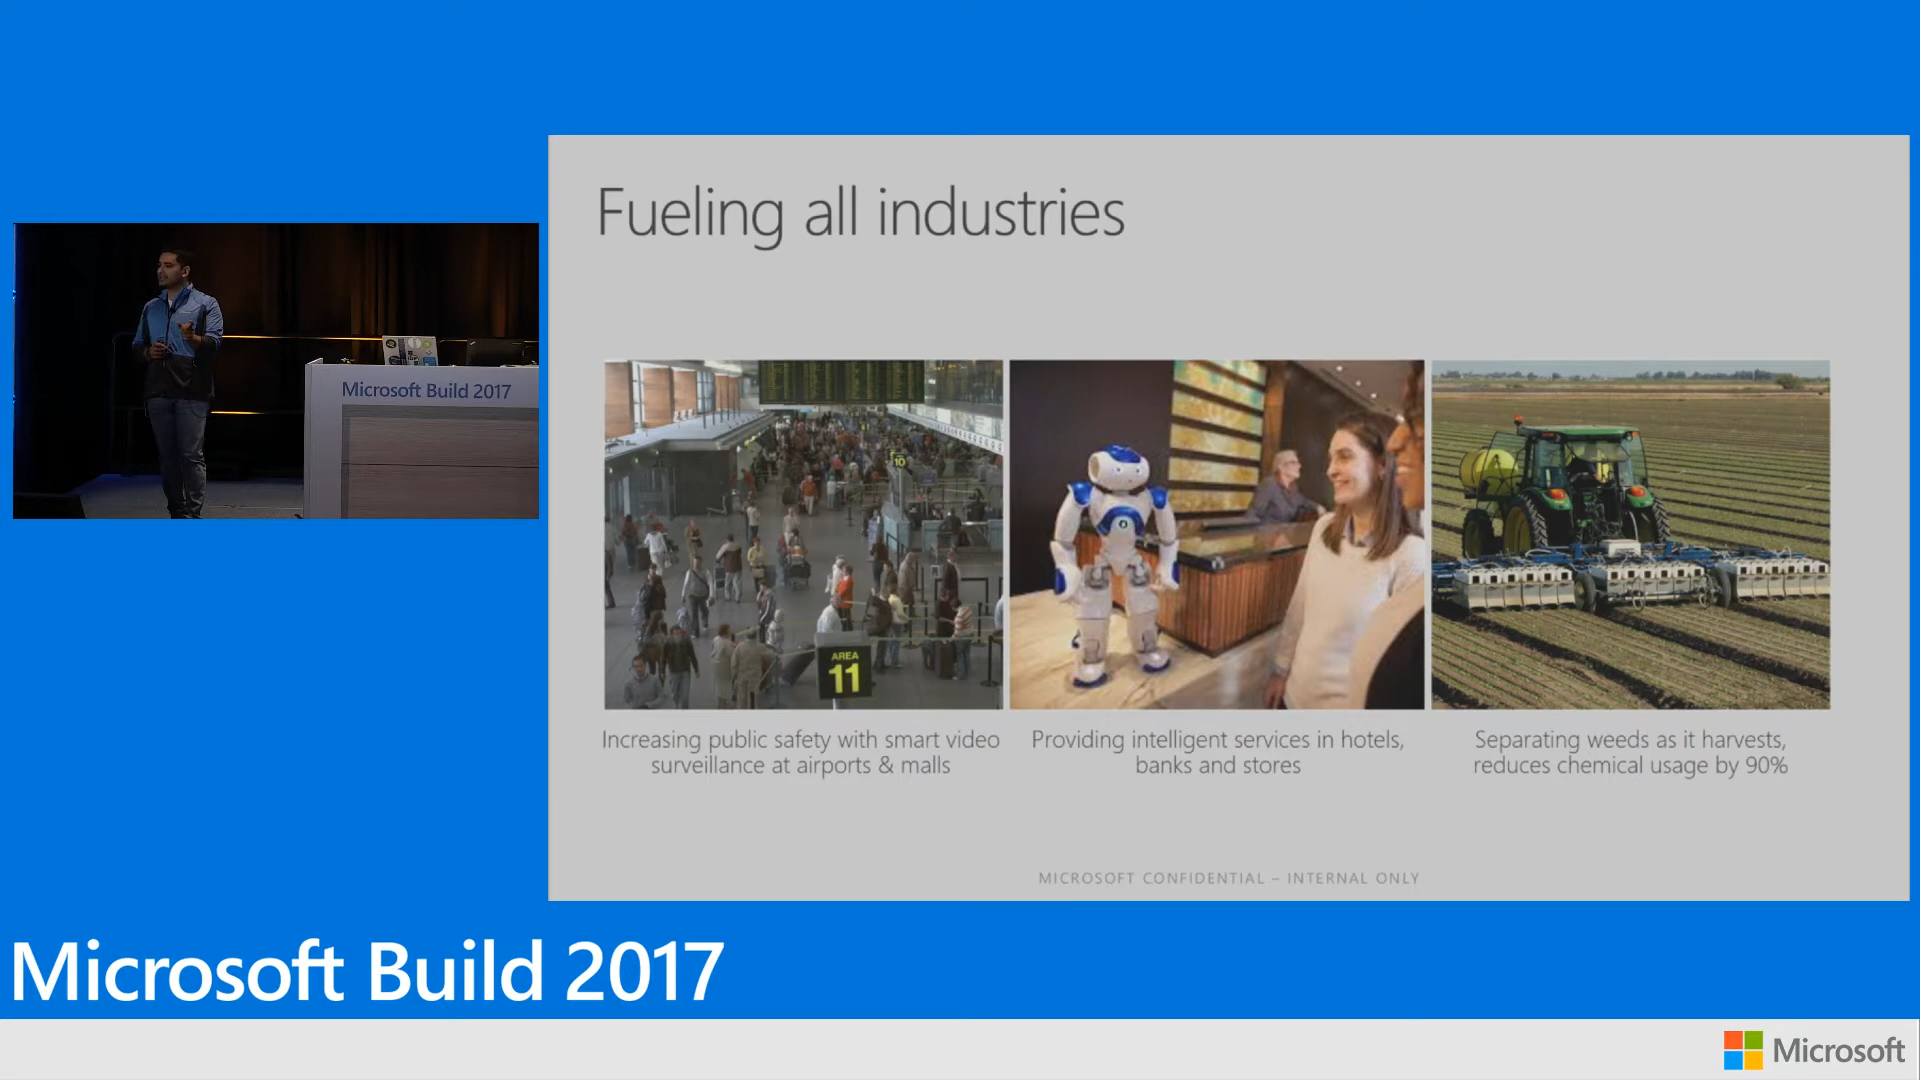 Fueling all industries
Microsoft Build 2017
10
AREA
11
Increasing public safety with smart video
surveillance at airports & malls
Providing intelligent services in hotels,
banks and stores
Separating weeds as it harvests,
reduces chemical usage by 90%
MICROSOFT CONFIDENTIAL – INTERNAL ONLY
Microsoft Build 2017
Microsoft